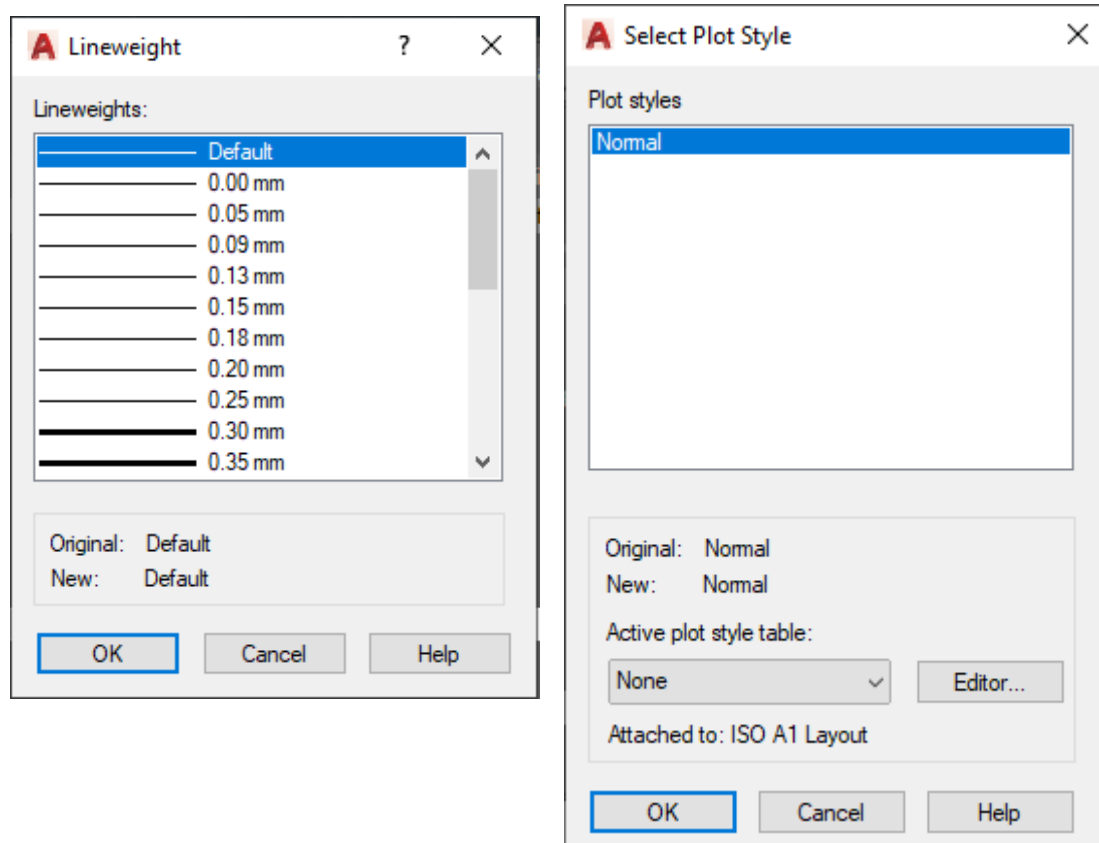 Lineweight ?
Lineweights:
Default
0.00 mm
0.05 mm
0.09 mm
0.13 mm
0.15 mm
0.18 mm
0.20 mm
0.25 mm
0.30 mm
0.35 mm
Original: Default
New: Default
OK Cancel Help
Select Plot Style
Plot styles
Normal
Original: Normal
New: Normal
Active plot style table:
None Editor...
Attached to: ISO A1 Layout
OK Cancel Help